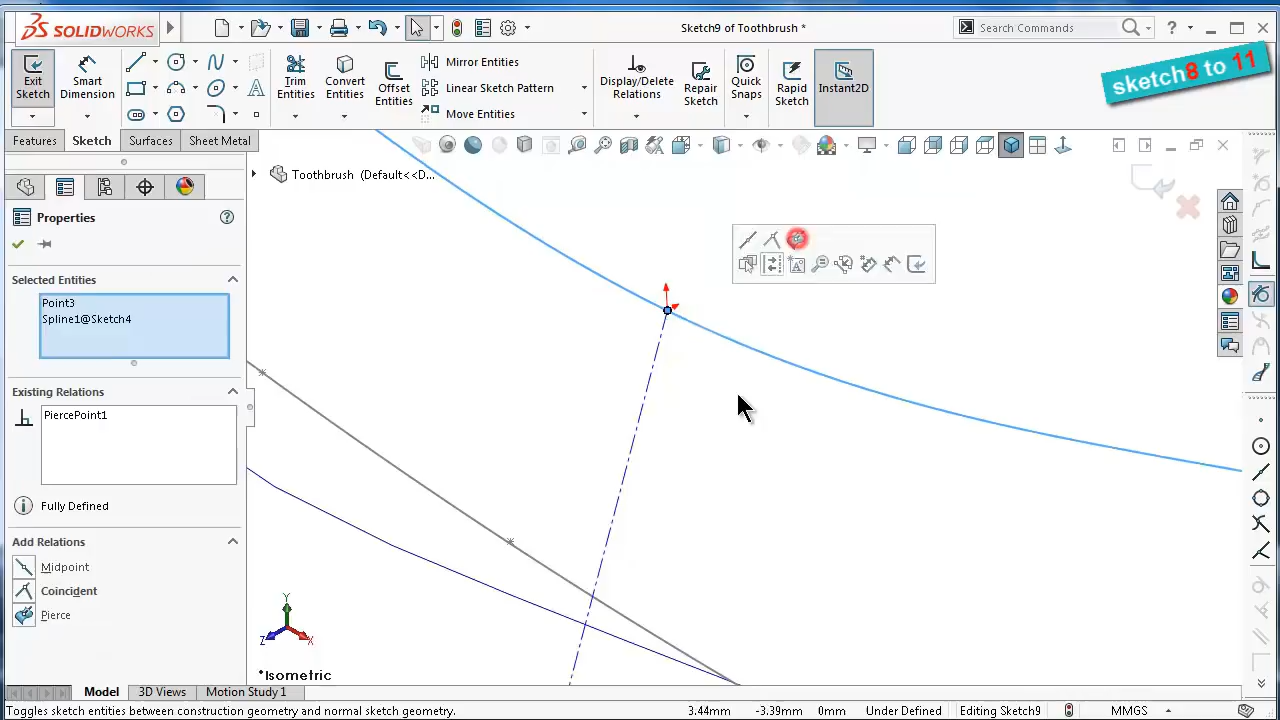 SOLIDWORKS
Sketch9 of Toothbrush *
Search Commands
sketch8 to 11
Exit Sketch
Smart Dimension
Trim Entities
Convert Entities
Offset Entities
Mirror Entities
Linear Sketch Pattern
Move Entities
Display/Delete Relations
Repair Sketch
Quick Snaps
Rapid Sketch
Instant2D
Features
Sketch
Surfaces
Sheet Metal
Toothbrush (Default<<D...
Properties
Selected Entities
Point3
Spline1@Sketch4
Existing Relations
PiercePoint1
Fully Defined
Add Relations
Midpoint
Coincident
Pierce
Y
Z
X
*Isometric
Model
3D Views
Motion Study 1
Toggles sketch entities between construction geometry and normal sketch geometry.
3.44mm
-3.39mm
0mm
Under Defined
Editing Sketch9
MMGS